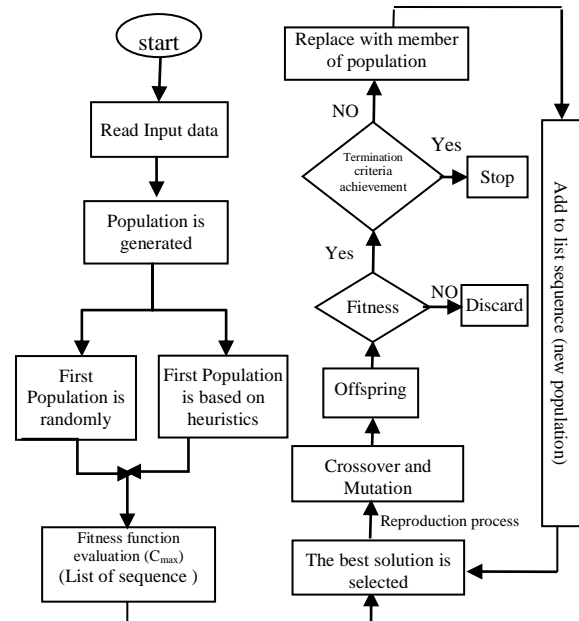 start
Read Input data
Population is
generated
First
Population is
randomly
First Population
is based on
heuristics
Fitness function
evaluation (Cmax)
(List of sequence )
Replace with member
of population
NO
Termination
criteria
achievement
Yes
Stop
Yes
Fitness
NO
Discard
Offspring
Crossover and
Mutation
Reproduction process
The best solution is
selected
Add to list sequence (new population)